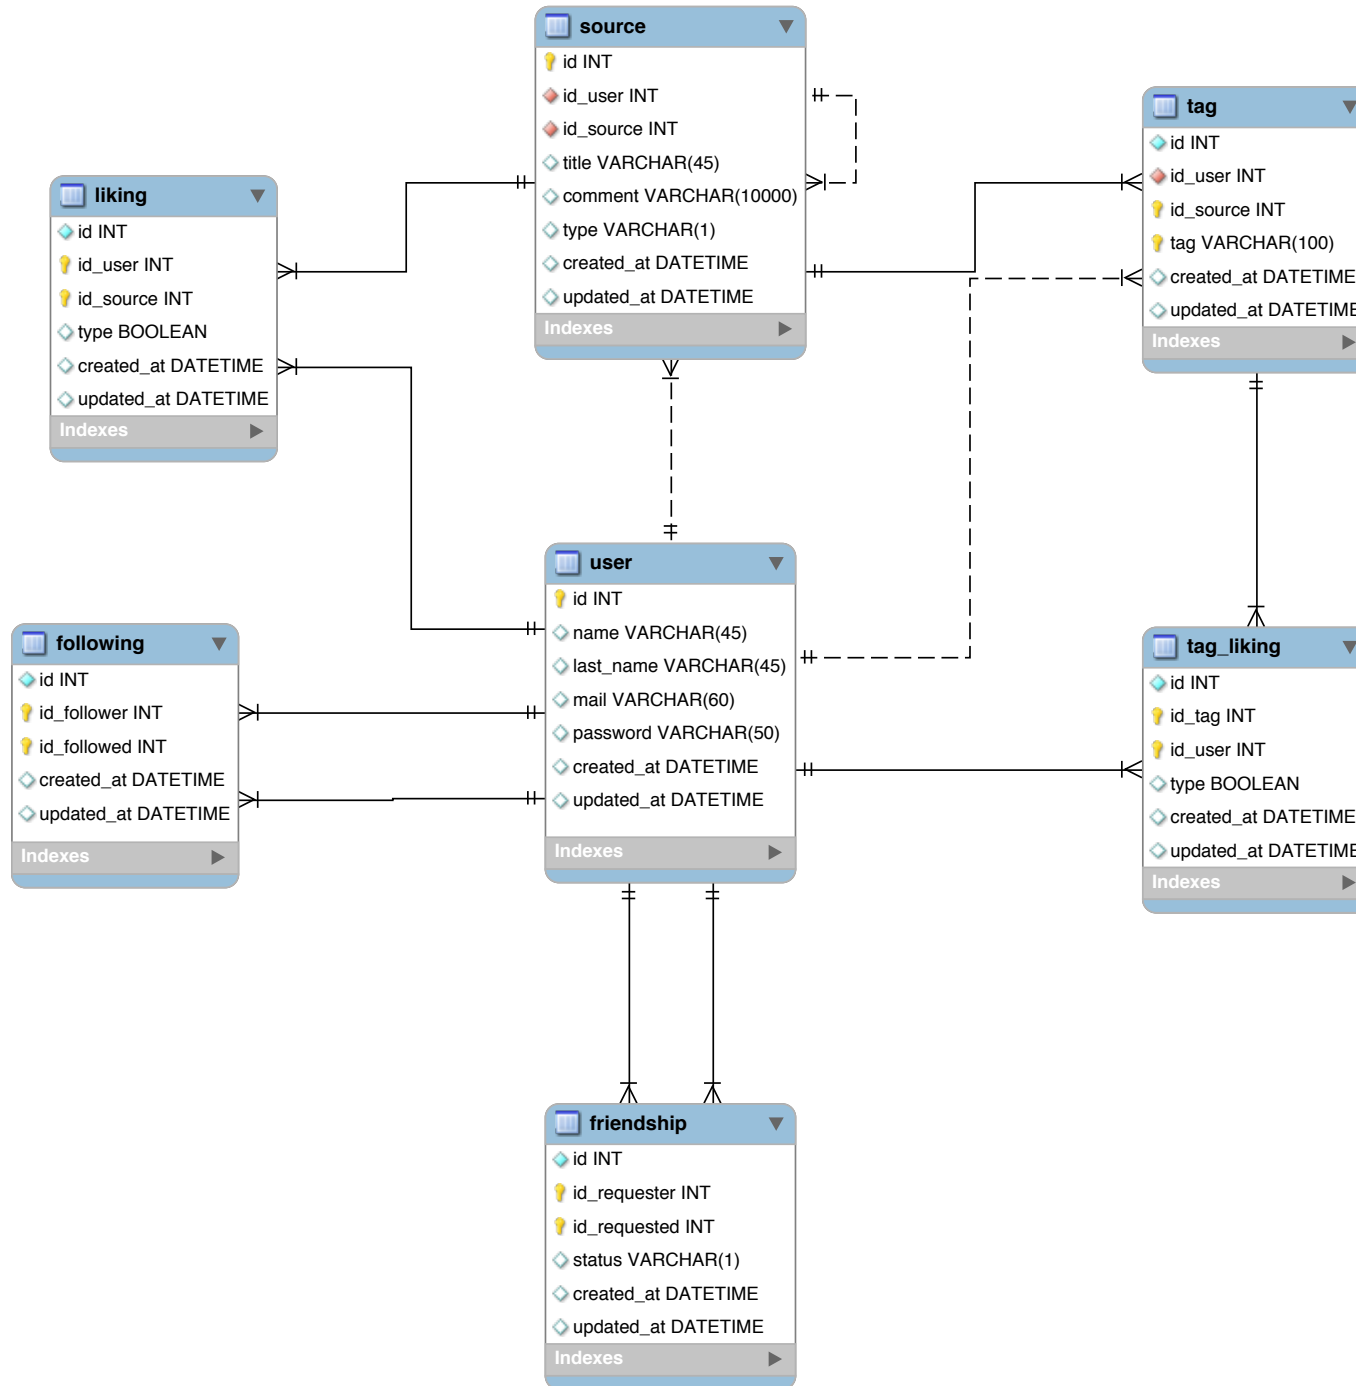 source
id INT
id_user INT
id_source INT
title VARCHAR(45)
comment VARCHAR(10000)
type VARCHAR(1)
created_at DATETIME
updated_at DATETIME
Indexes
tag
id INT
id_user INT
id_source INT
tag VARCHAR(100)
created_at DATETIME
updated_at DATETIME
Indexes
liking
id INT
id_user INT
id_source INT
type BOOLEAN
created_at DATETIME
updated_at DATETIME
Indexes
user
id INT
name VARCHAR(45)
last_name VARCHAR(45)
mail VARCHAR(60)
password VARCHAR(50)
created_at DATETIME
updated_at DATETIME
Indexes
following
id INT
id_follower INT
id_followed INT
created_at DATETIME
updated_at DATETIME
Indexes
tag_liking
id INT
id_tag INT
id_user INT
type BOOLEAN
created_at DATETIME
updated_at DATETIME
Indexes
friendship
id INT
id_requester INT
id_requested INT
status VARCHAR(1)
created_at DATETIME
updated_at DATETIME
Indexes